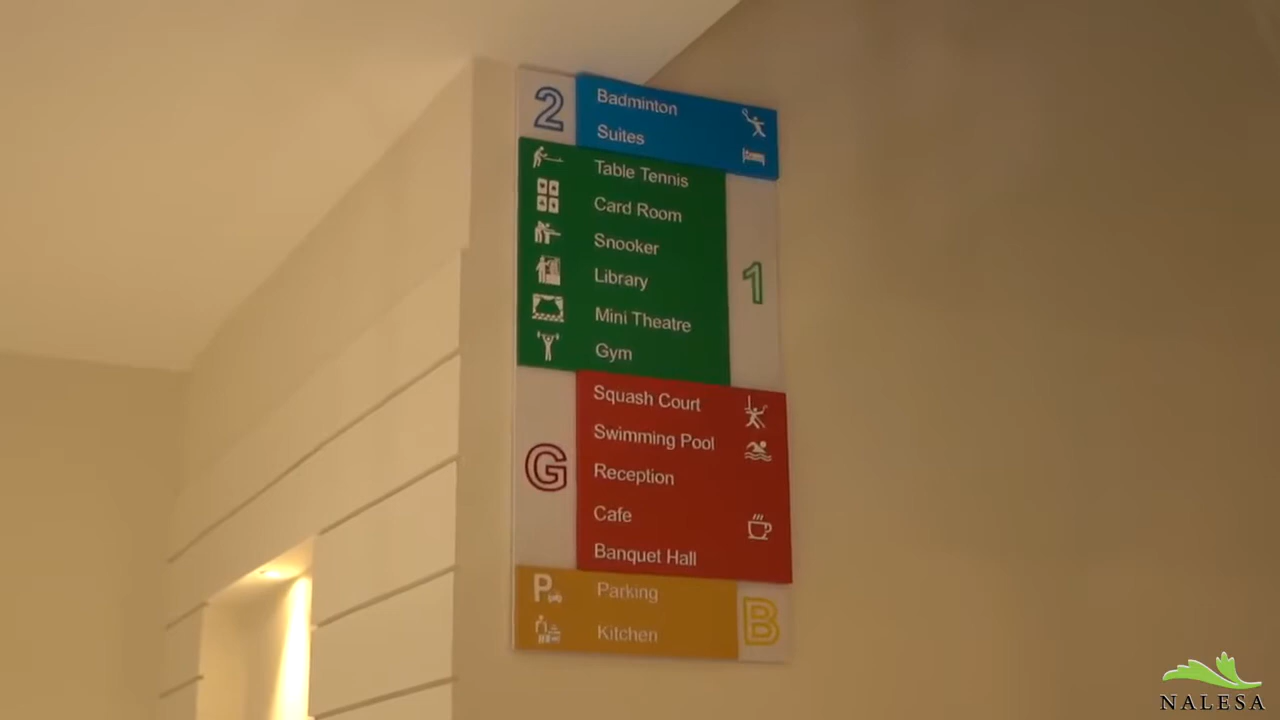 2
Badminton
Suites
Table Tennis
Card Room
Snooker
Library
Mini Theatre
Gym
1
Squash Court
Swimming Pool
Reception
Cafe
Banquet Hall
G
P
Parking
Kitchen
B
NALESA